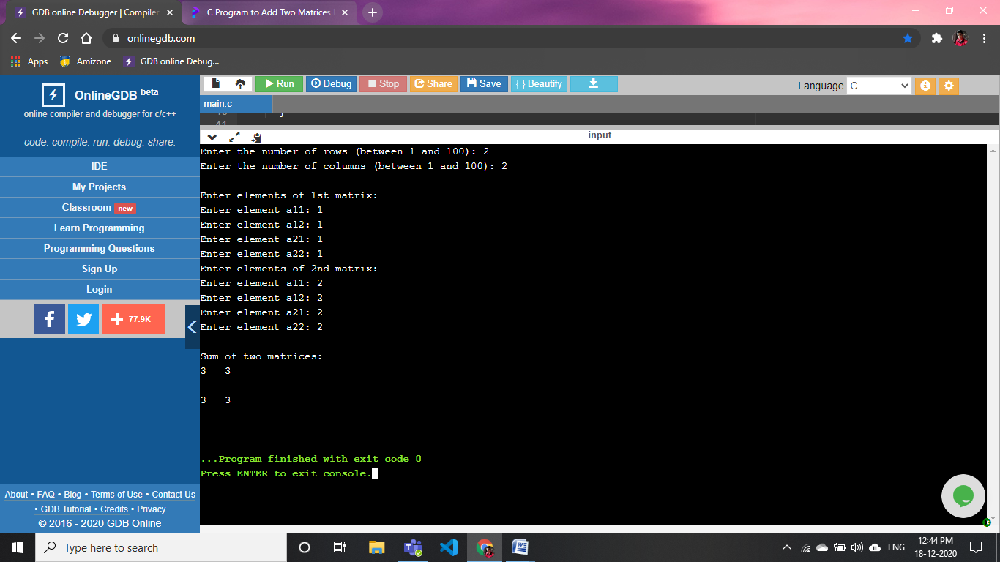 GDB online Debugger | Compiler
C Program to Add Two Matrices
onlinegdb.com
Apps
Amizone
GDB online Debug...
OnlineGDB beta
online compiler and debugger for c/c++
code. compile. run. debug. share.
IDE
My Projects
Classroom new
Learn Programming
Programming Questions
Sign Up
Login
77.9K
About • FAQ • Blog • Terms of Use • Contact Us
• GDB Tutorial • Credits • Privacy
© 2016 - 2020 GDB Online
Run Debug Stop Share Save { } Beautify
Language C
main.c
input
Enter the number of rows (between 1 and 100): 2
Enter the number of columns (between 1 and 100): 2
Enter elements of 1st matrix:
Enter element a11: 1
Enter element a12: 1
Enter element a21: 1
Enter element a22: 1
Enter elements of 2nd matrix:
Enter element a11: 2
Enter element a12: 2
Enter element a21: 2
Enter element a22: 2
Sum of two matrices:
3 3
3 3
...Program finished with exit code 0
Press ENTER to exit console.
Type here to search
ENG
12:44 PM
18-12-2020